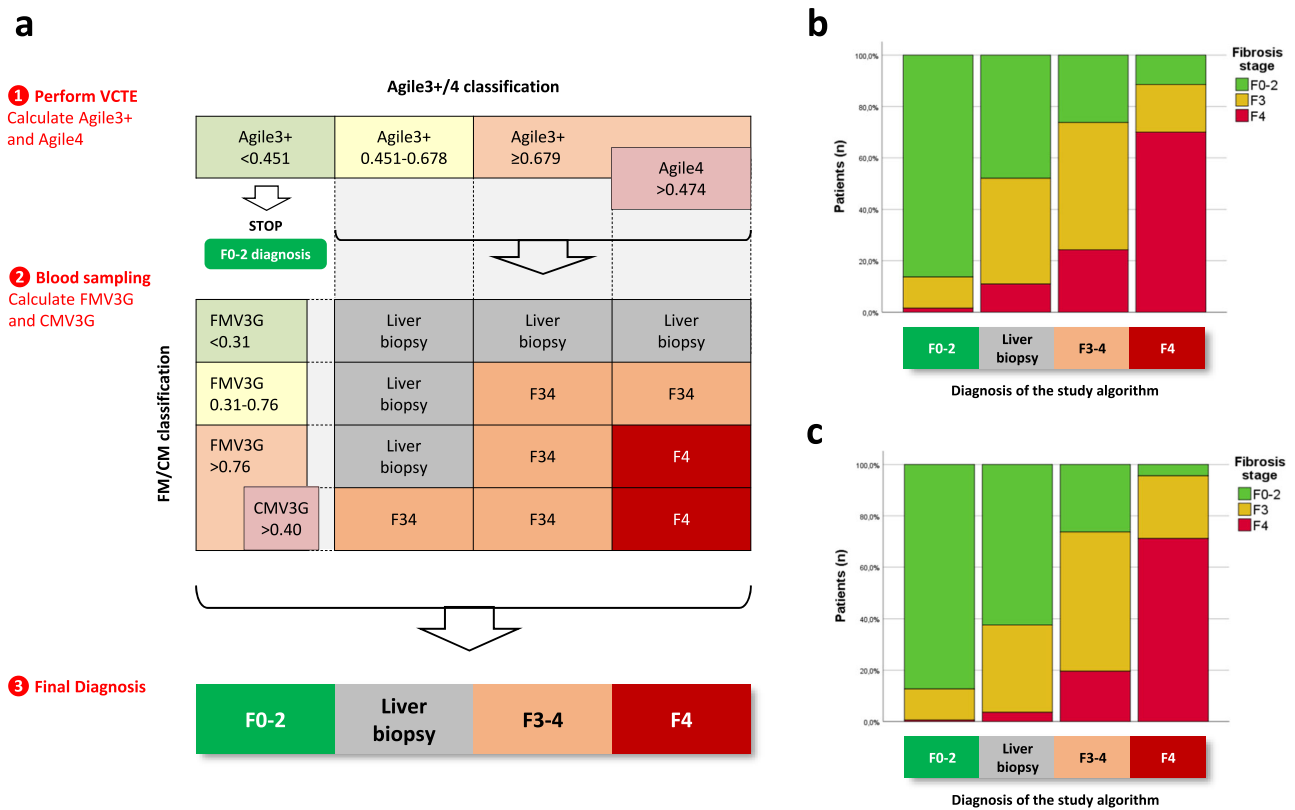 a
Agile3+/4 classification
1 Perform VCTE
Calculate Agile3+
and Agile4
Agile3+
<0.451
Agile3+
0.451-0.678
Agile3+
≥0.679
Agile4
>0.474
STOP
F0-2 diagnosis
2 Blood sampling
Calculate FMV3G
and CMV3G
FM/CM classification
FMV3G
<0.31
Liver
biopsy
Liver
biopsy
Liver
biopsy
FMV3G
0.31-0.76
Liver
biopsy
F34
F34
FMV3G
>0.76
Liver
biopsy
F34
F4
CMV3G
>0.40
F34
F34
F4
3 Final Diagnosis
F0-2
Liver
biopsy
F3-4
F4
b
Patients (n)
100,0%
80,0%
60,0%
40,0%
20,0%
0,0%
Fibrosis
stage
F0-2
F3
F4
F0-2
Liver
biopsy
F3-4
F4
Diagnosis of the study algorithm
c
Patients (n)
100,0%
80,0%
60,0%
40,0%
20,0%
0,0%
Fibrosis
stage
F0-2
F3
F4
F0-2
Liver
biopsy
F3-4
F4
Diagnosis of the study algorithm